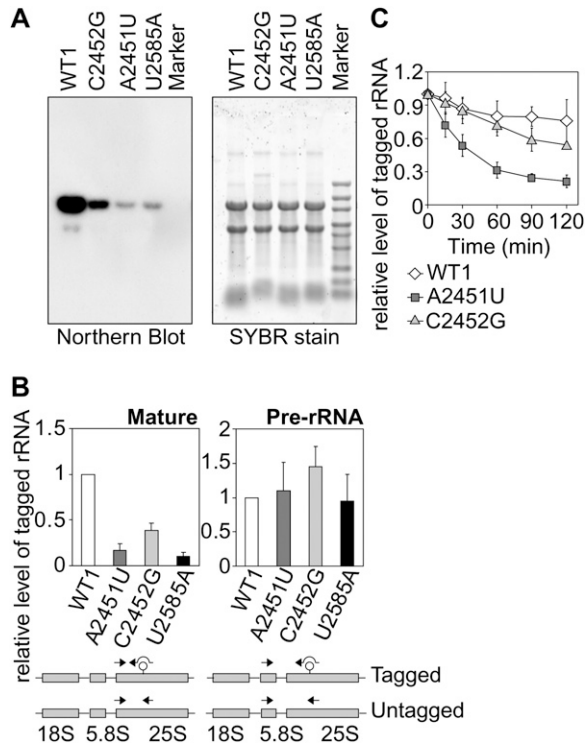 A
WT1
C2452G
A2451U
U2585A
Marker
Northern Blot
WT1
C2452G
A2451U
U2585A
Marker
SYBR stain
C
relative level of tagged rRNA
1.2
0.9
0.6
0.3
0
0 30 60 90 120
Time (min)
WT1
A2451U
C2452G
B
relative level of tagged rRNA
Mature
1
0.5
0
WT1
A2451U
C2452G
U2585A
Pre-rRNA
2
1.5
1
0.5
0
WT1
A2451U
C2452G
U2585A
Tagged
Untagged
18S 5.8S 25S
18S 5.8S 25S